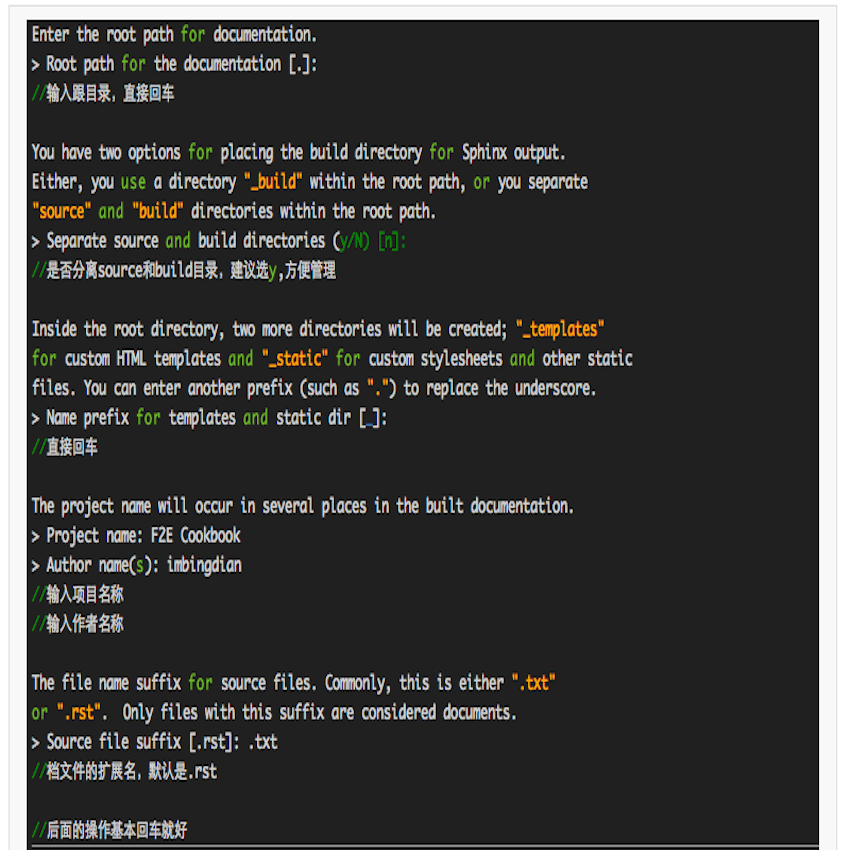 Enter the root path for documentation.
> Root path for the documentation [.]:
//输入跟目录，直接回车
You have two options for placing the build directory for Sphinx output.
Either, you use a directory "_build" within the root path, or you separate
"source" and "build" directories within the root path.
> Separate source and build directories (y/N) [n]:
//是否分离source和build目录，建议选y,方便管理
Inside the root directory, two more directories will be created; "_templates"
for custom HTML templates and "_static" for custom stylesheets and other static
files. You can enter another prefix (such as ".") to replace the underscore.
> Name prefix for templates and static dir [_]:
//直接回车
The project name will occur in several places in the built documentation.
> Project name: F2E Cookbook
> Author name(s): imbingdian
//输入项目名称
//输入作者名称
The file name suffix for source files. Commonly, this is either ".txt"
or ".rst".  Only files with this suffix are considered documents.
> Source file suffix [.rst]: .txt
//档文件的扩展名，默认是.rst
//后面的操作基本回车就好